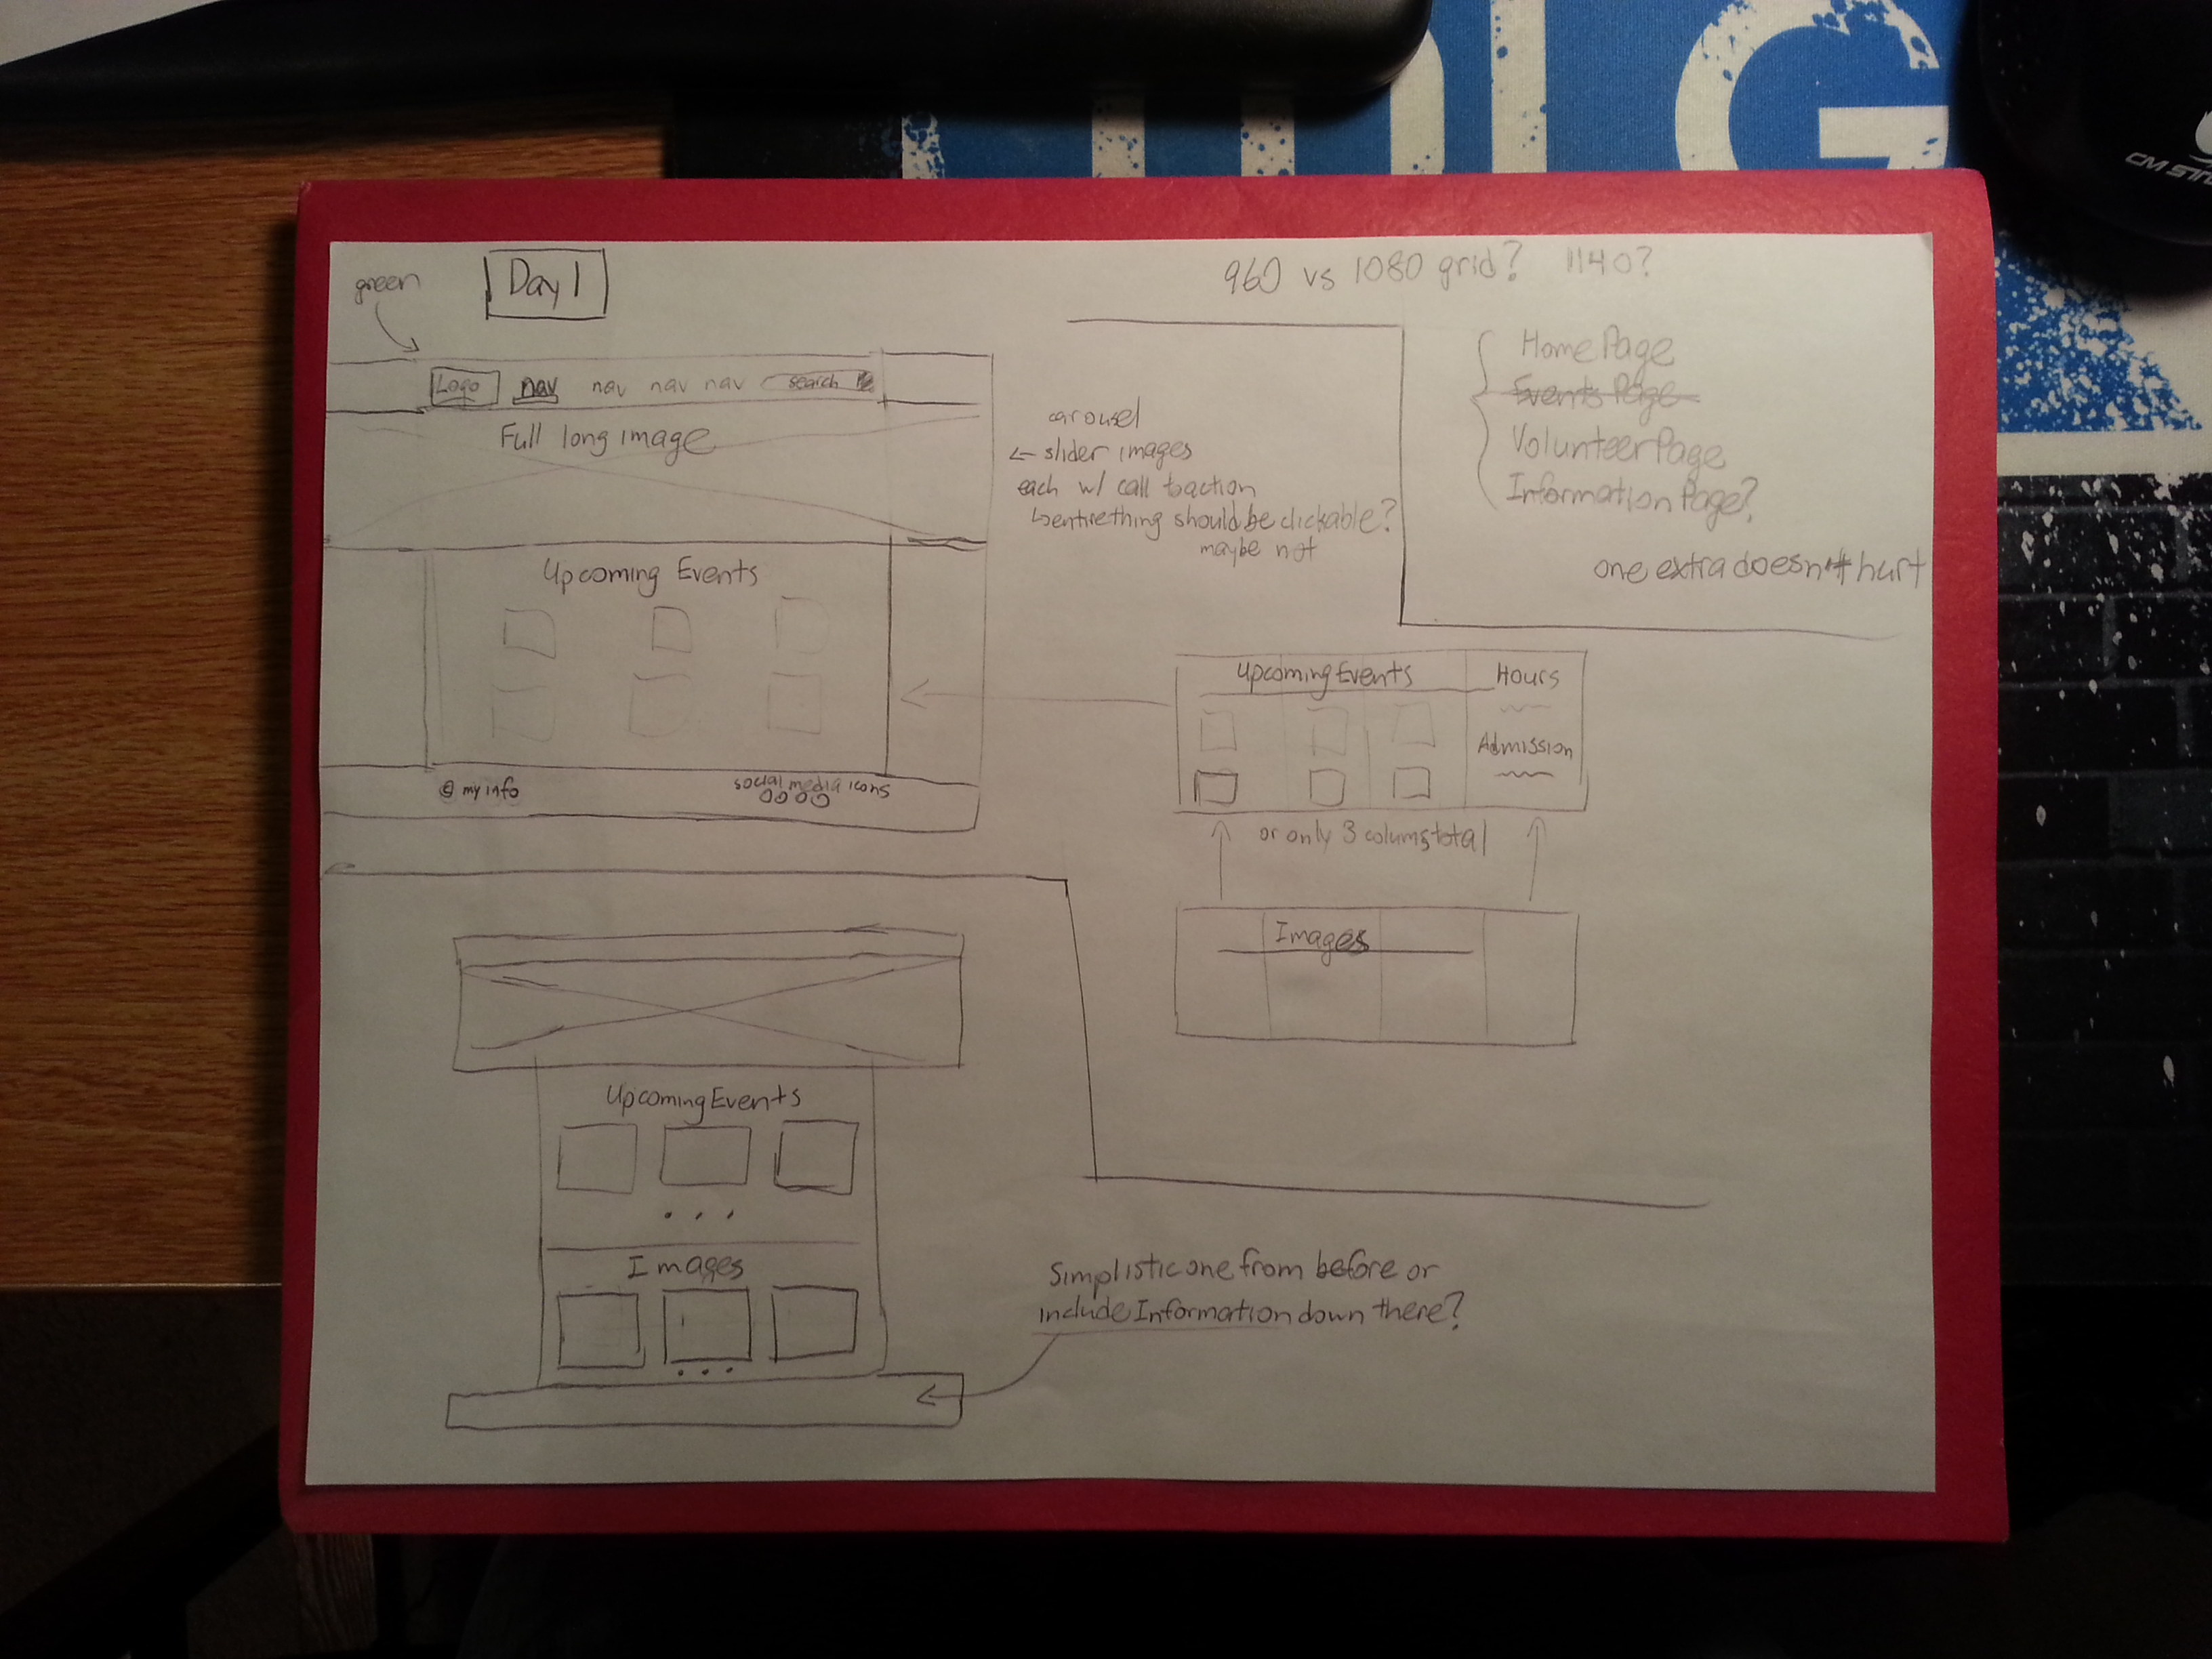 green
Day 1
960 vs 1080 grid? 1140?
Logo nav nav nav nav search
Full long image
carousel
← slider images
each w/ call to action
↳ entire thing should be clickable?
maybe not
Home Page
Events Page
Volunteer Page
Information Page?
one extra doesn't hurt
Upcoming Events
© my info
social media icons
Upcoming Events
Hours
Admission
or only 3 colums total
Images
Upcoming Events
. . .
Images
. . .
Simplistic one from before or
include Information down there?
CM